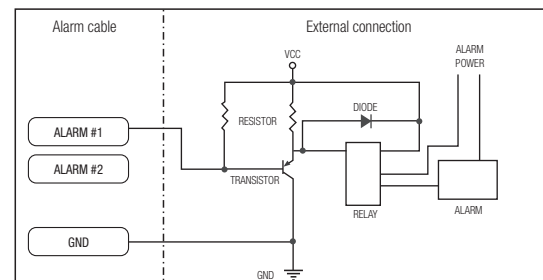 Alarm cable
External connection
VCC
ALARM
POWER
DIODE
RESISTOR
ALARM #1
ALARM #2
TRANSISTOR
RELAY
ALARM
GND
GND